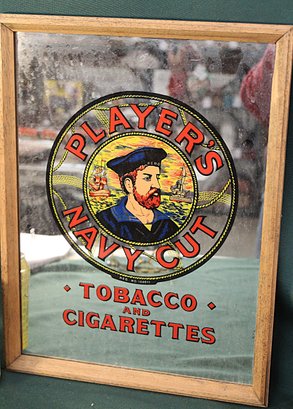 PLAYER'S
NAVY CUT
· TOBACCO ·
AND
CIGARETTES